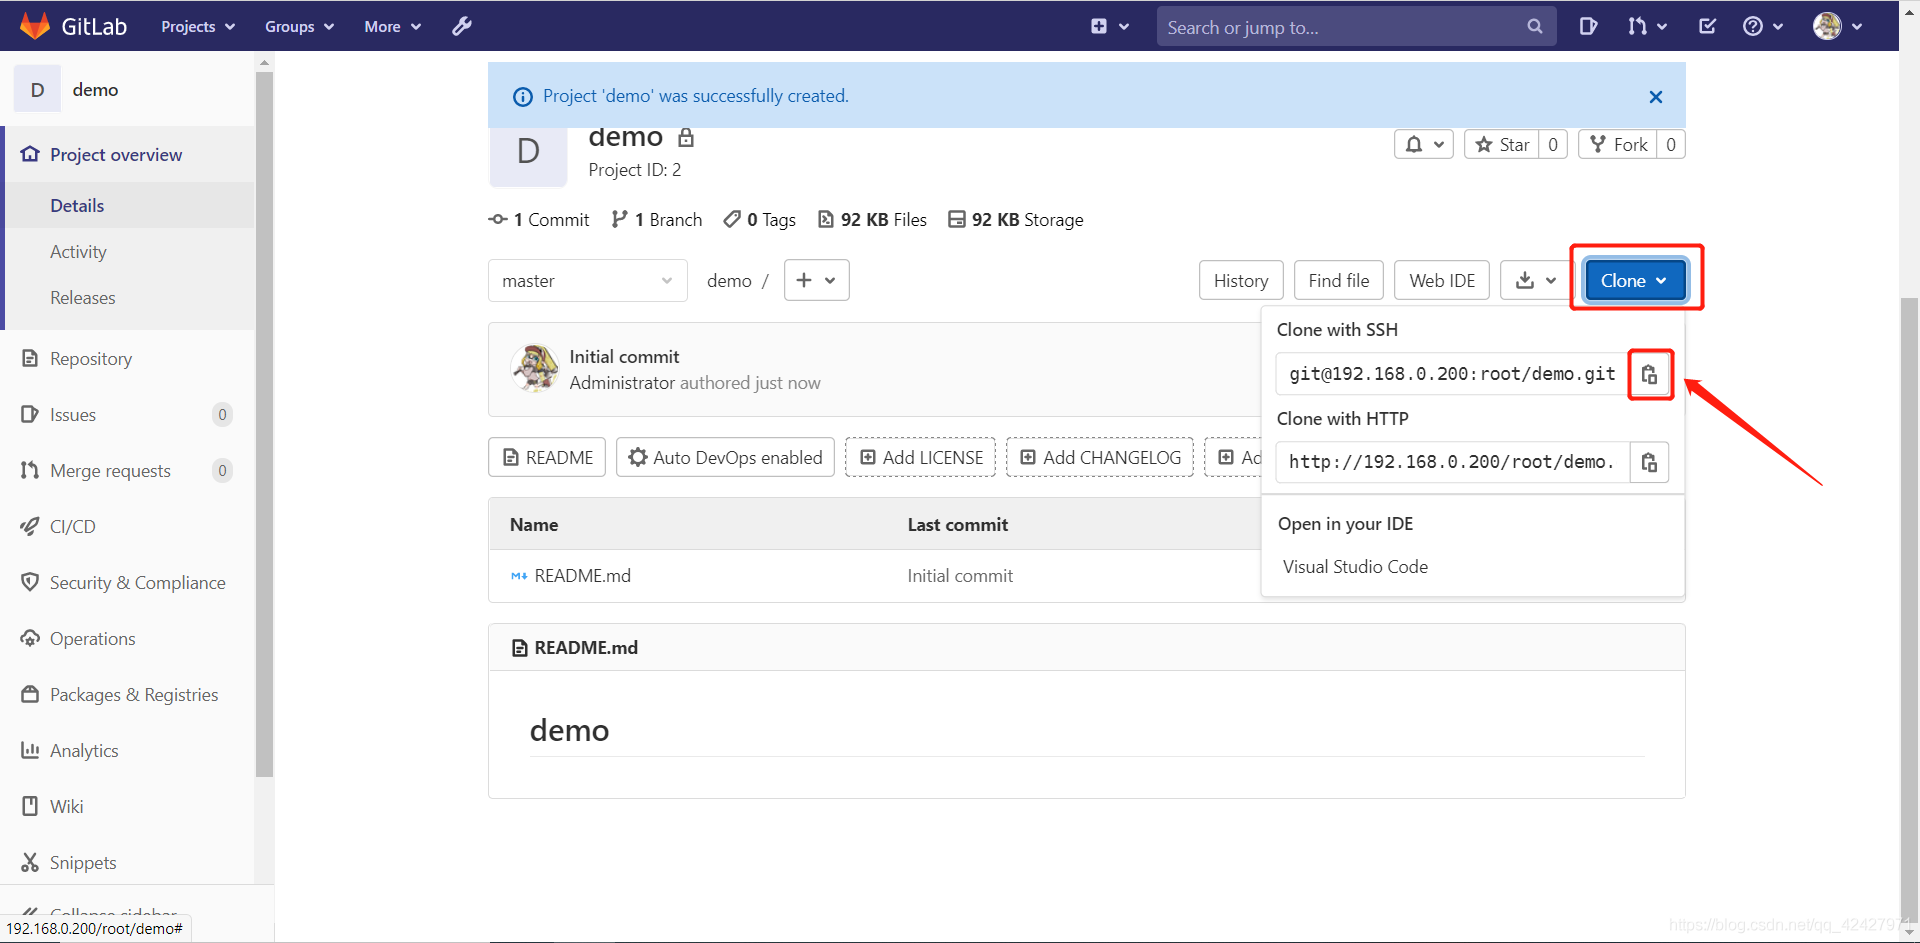 GitLab Projects Groups More Search or jump to...
D demo
Project overview
Details
Activity
Releases
Repository
Issues 0
Merge requests 0
CI/CD
Security & Compliance
Operations
Packages & Registries
Analytics
Wiki
Snippets
Collapse sidebar
192.168.0.200/root/demo#
Project 'demo' was successfully created.
D demo
Project ID: 2
Star 0 Fork 0
1 Commit 1 Branch 0 Tags 92 KB Files 92 KB Storage
master demo / History Find file Web IDE Clone
Initial commit
Administrator authored just now
Clone with SSH
git@192.168.0.200:root/demo.git
Clone with HTTP
http://192.168.0.200/root/demo.
Open in your IDE
Visual Studio Code
README Auto DevOps enabled Add LICENSE Add CHANGELOG Ad
Name Last commit
README.md Initial commit
README.md
demo